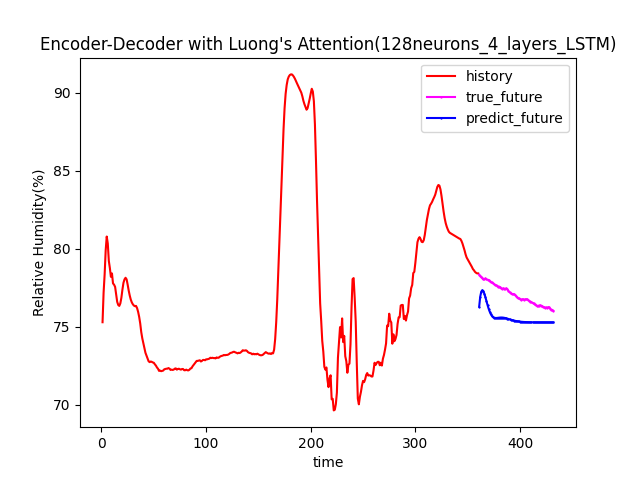 Encoder-Decoder with Luong's Attention(128neurons_4_layers_LSTM)
history
true_future
predict_future
Relative Humidity(%)
90
85
80
75
70
0 100 200 300 400
time